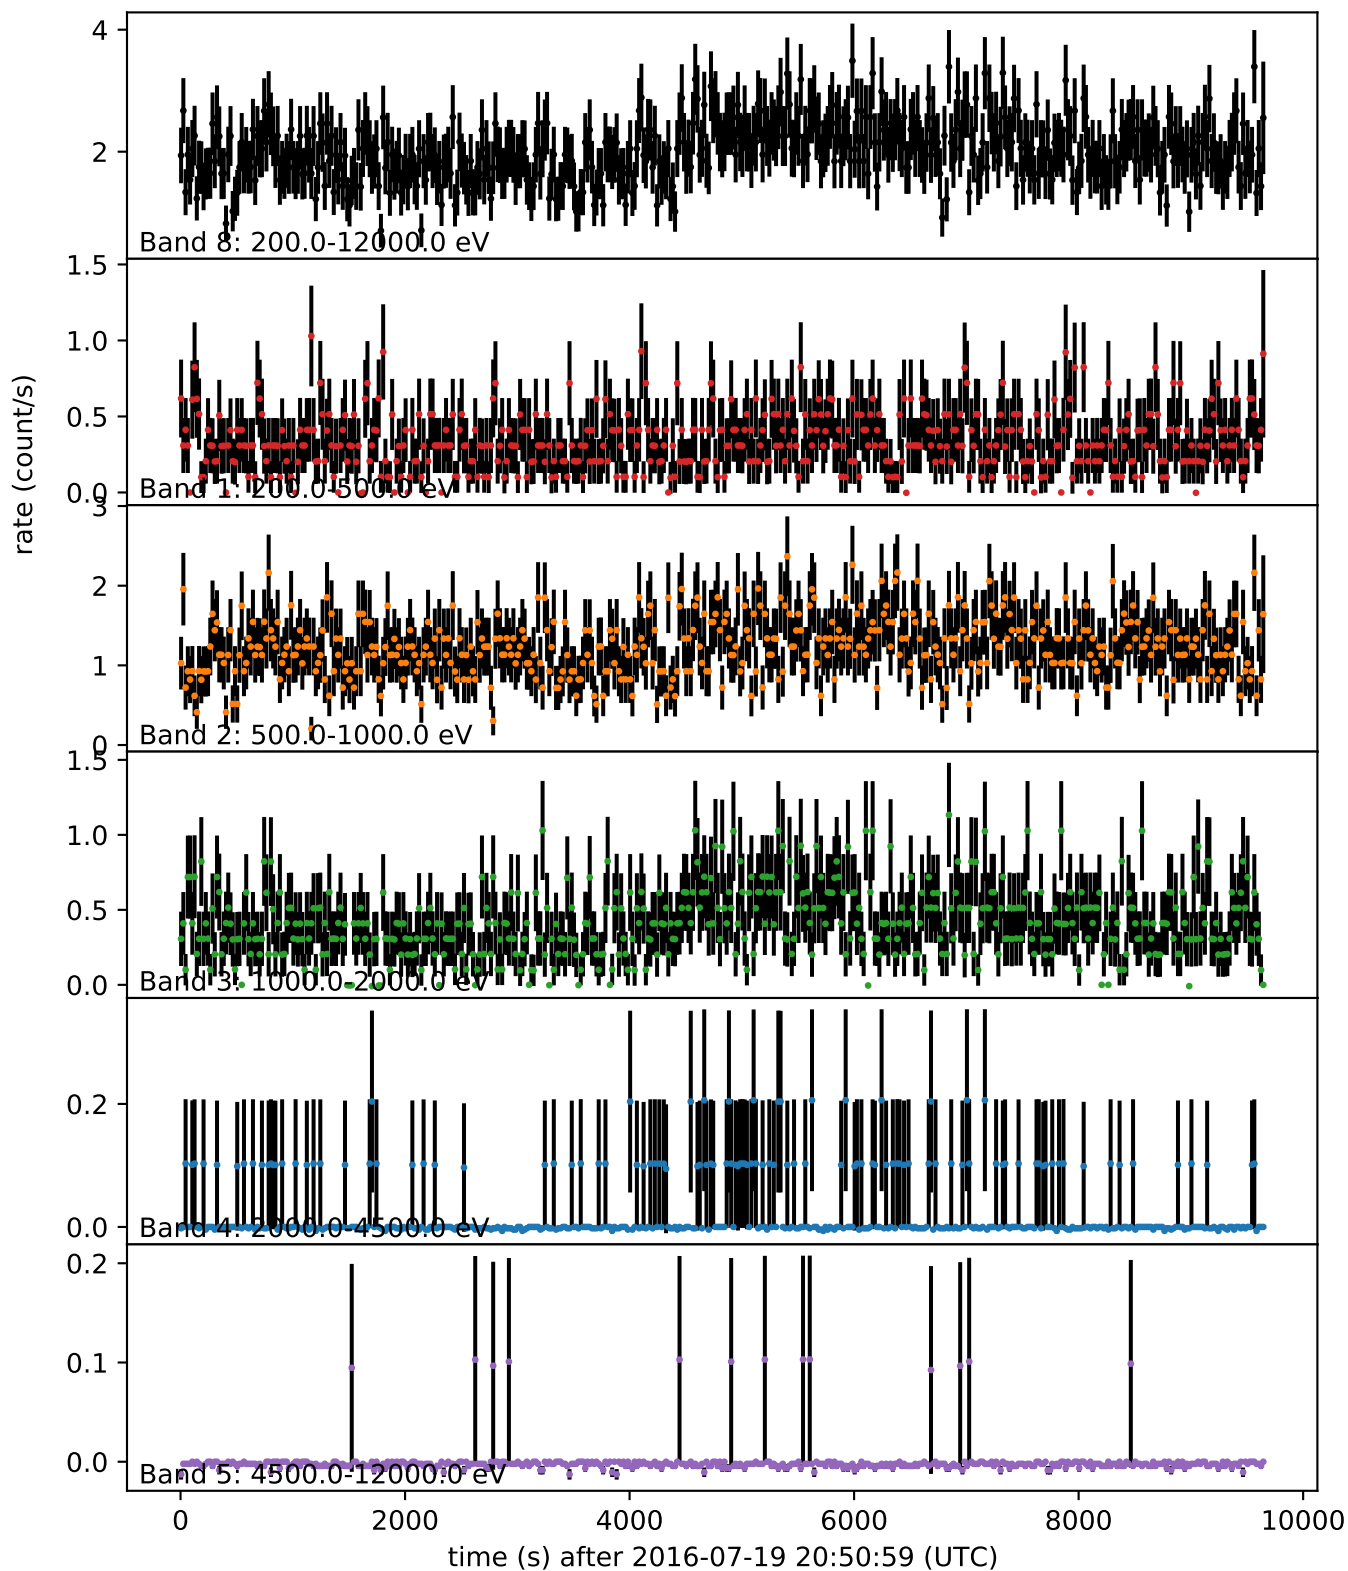 4
2
Band 8: 200.0-12000.0 eV
1.5
1.0
0.5
0.0
Band 1: 200.0-500.0 eV
rate (count/s)
3
2
1
0
Band 2: 500.0-1000.0 eV
1.5
1.0
0.5
0.0
Band 3: 1000.0-2000.0 eV
0.2
0.0
Band 4: 2000.0-4500.0 eV
0.2
0.1
0.0
Band 5: 4500.0-12000.0 eV
0 2000 4000 6000 8000 10000
time (s) after 2016-07-19 20:50:59 (UTC)